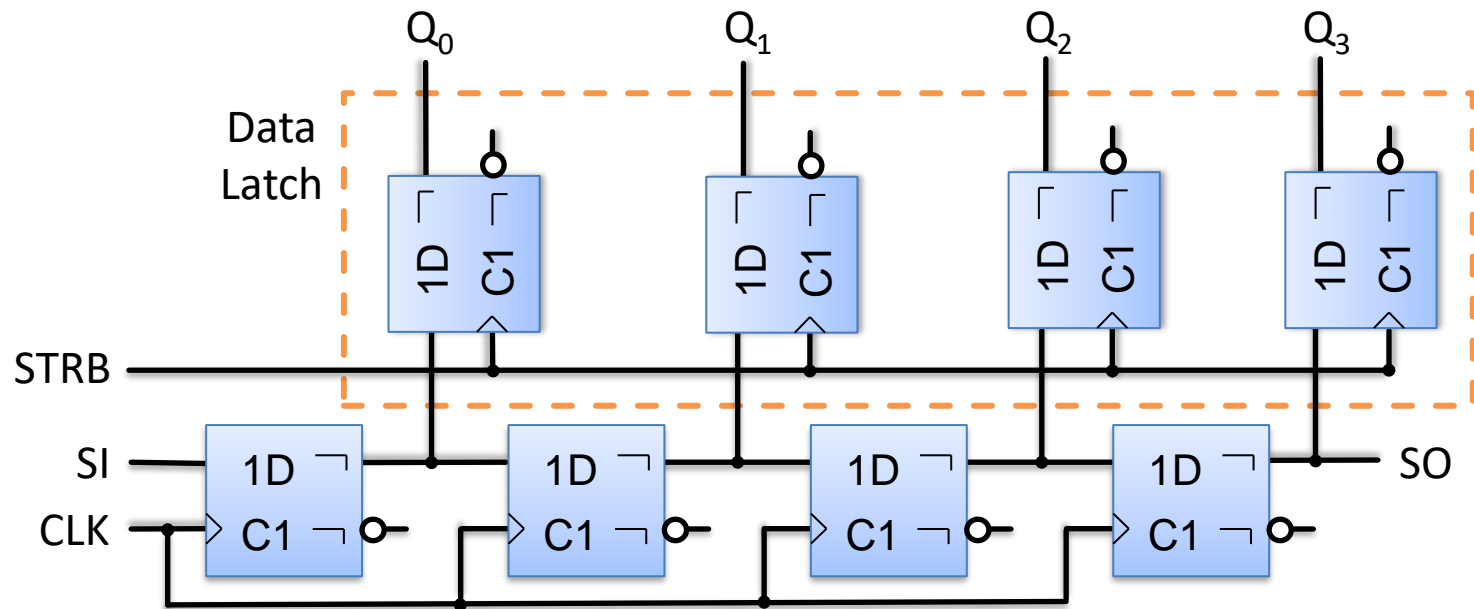 Q0 Q1 Q2 Q3
Data
Latch
1D C1 1D C1 1D C1 1D C1
STRB
SI 1D 1D 1D 1D SO
CLK C1 C1 C1 C1